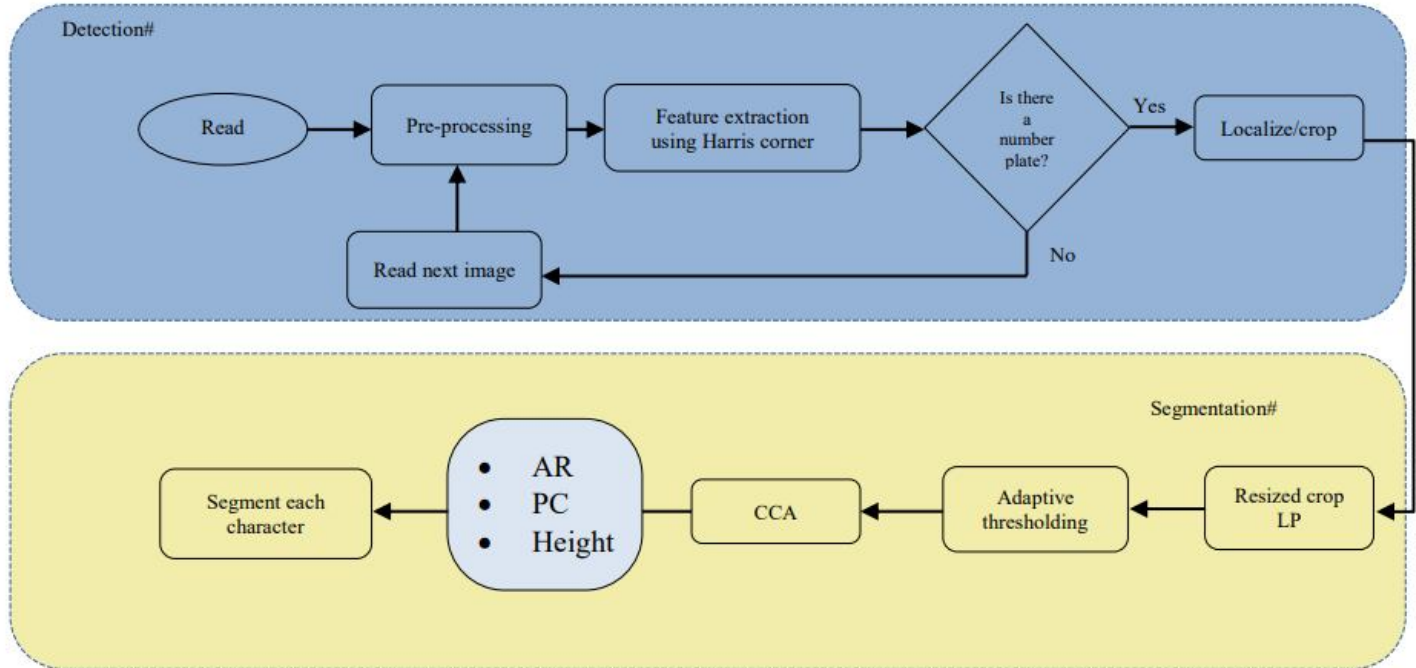 Detection#
Read
Pre-processing
Feature extraction
using Harris corner
Is there
a
number
plate?
Yes
Localize/crop
No
Read next image
Segmentation#
Resized crop
LP
Adaptive
thresholding
CCA
• AR
• PC
• Height
Segment each
character